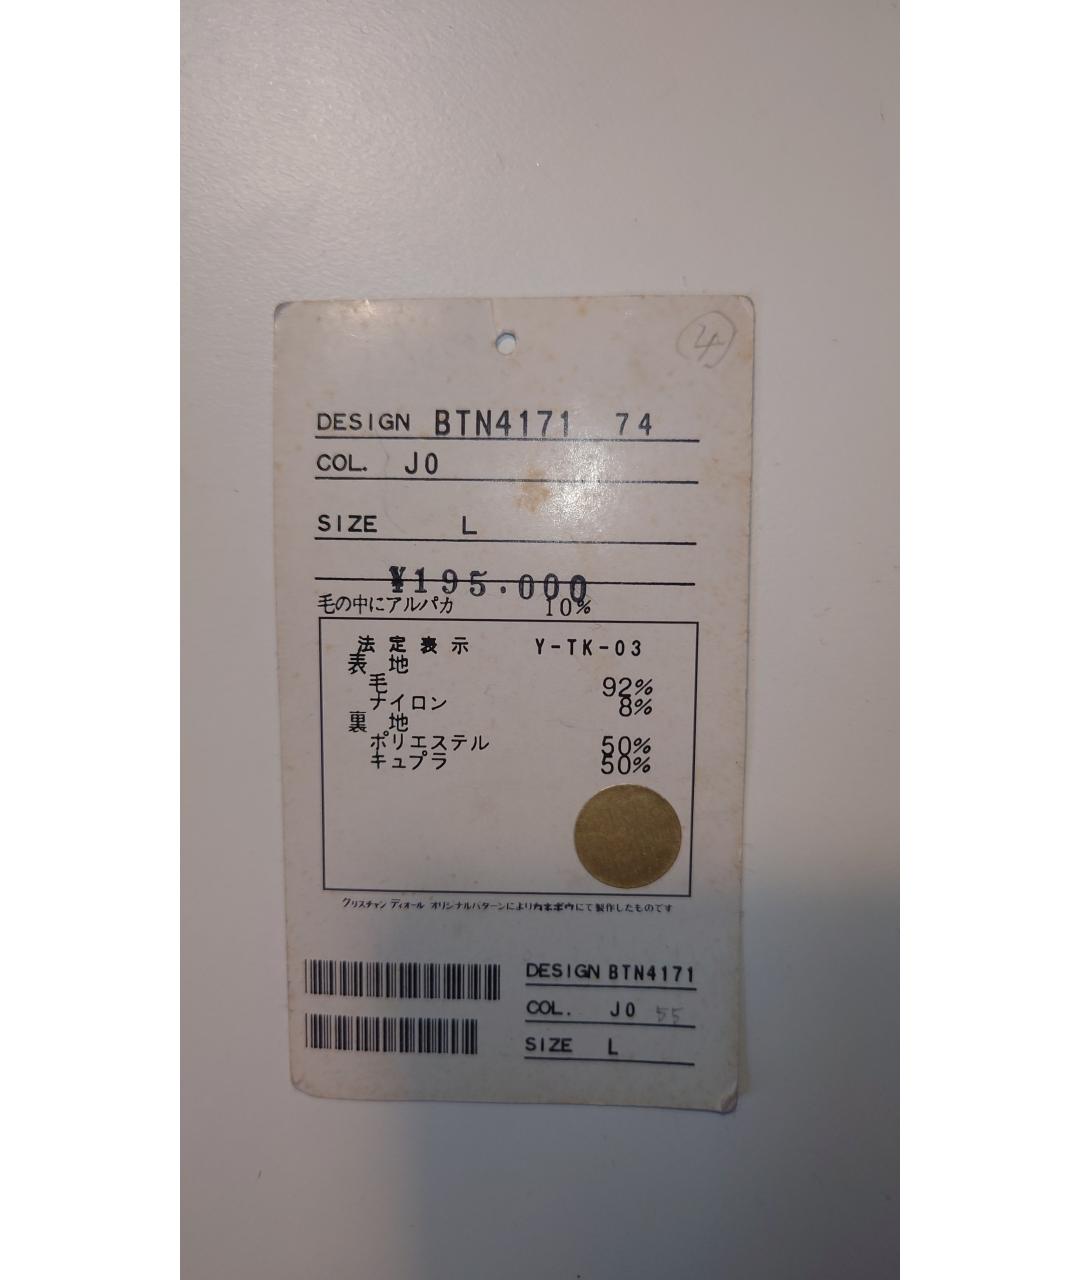 4
DESIGN BTN4171 74
COL. J0
SIZE L
¥195.000
毛の中にアルパカ 10%
法定表示 Y-TK-03
表地
毛 92%
ナイロン 8%
裏地
ポリエステル 50%
キュプラ 50%
クリスチャン ディオール オリジナルパターンによりカネボウにて製作したものです
DESIGN BTN4171
COL. J0 55
SIZE L